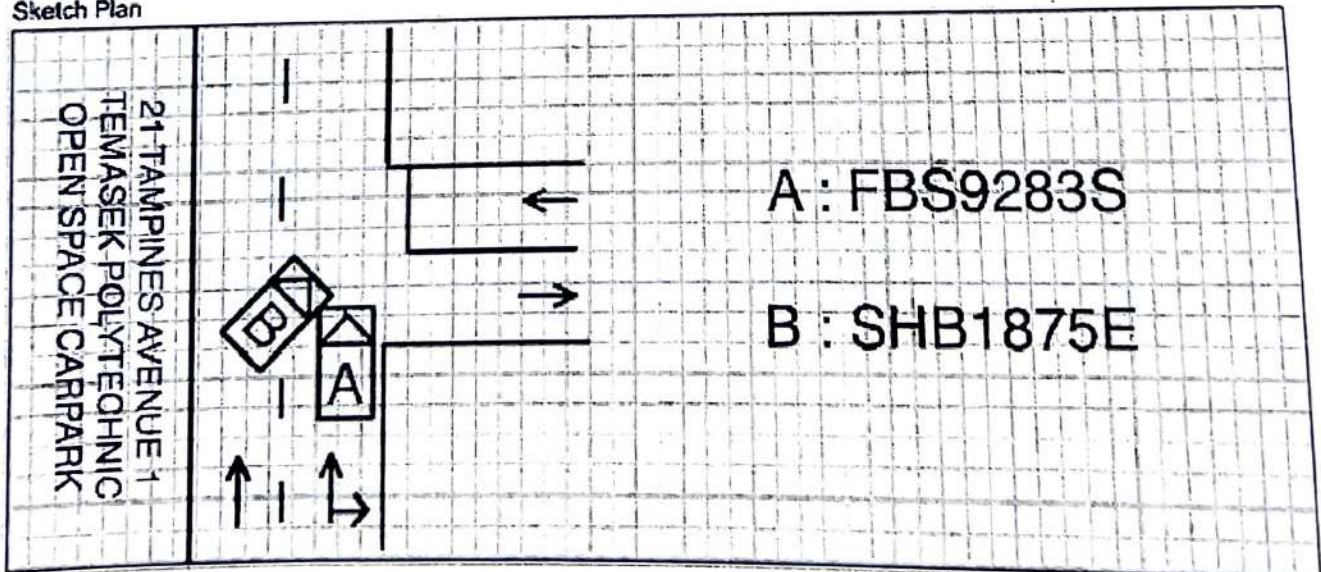 Sketch Plan
21 TAMPINES AVENUE 1
TEMASEK POLYTECHNIC
OPEN SPACE CARPARK
B
A
A : FBS9283S
B : SHB1875E